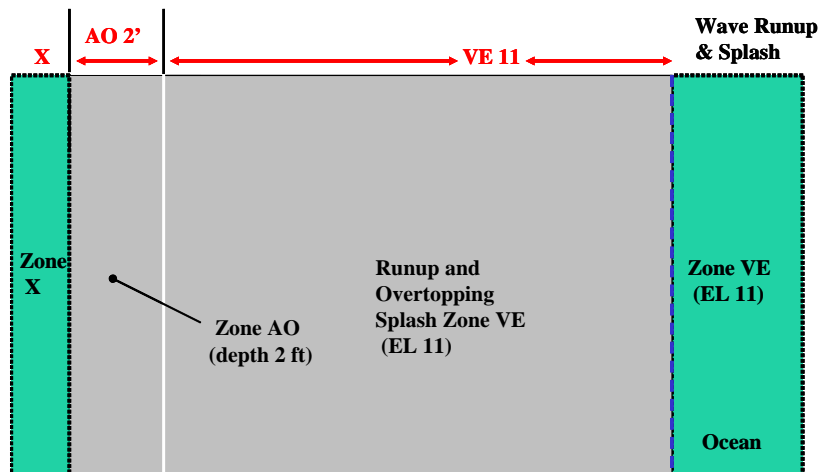 X
AO 2’
VE 11
Wave Runup
& Splash
Zone
X
Zone AO
(depth 2 ft)
Runup and
Overtopping
Splash Zone VE
(EL 11)
Zone VE
(EL 11)
Ocean